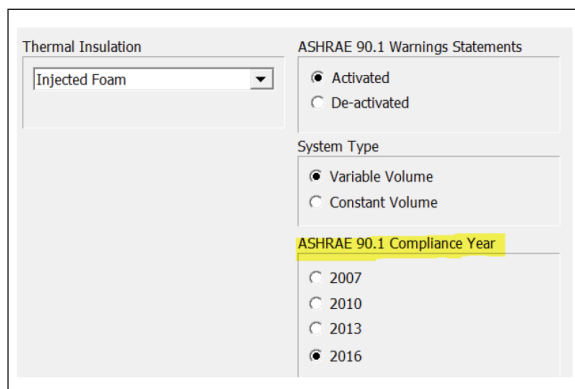 Thermal Insulation
Injected Foam
ASHRAE 90.1 Warnings Statements
Activated
De-activated
System Type
Variable Volume
Constant Volume
ASHRAE 90.1 Compliance Year
2007
2010
2013
2016